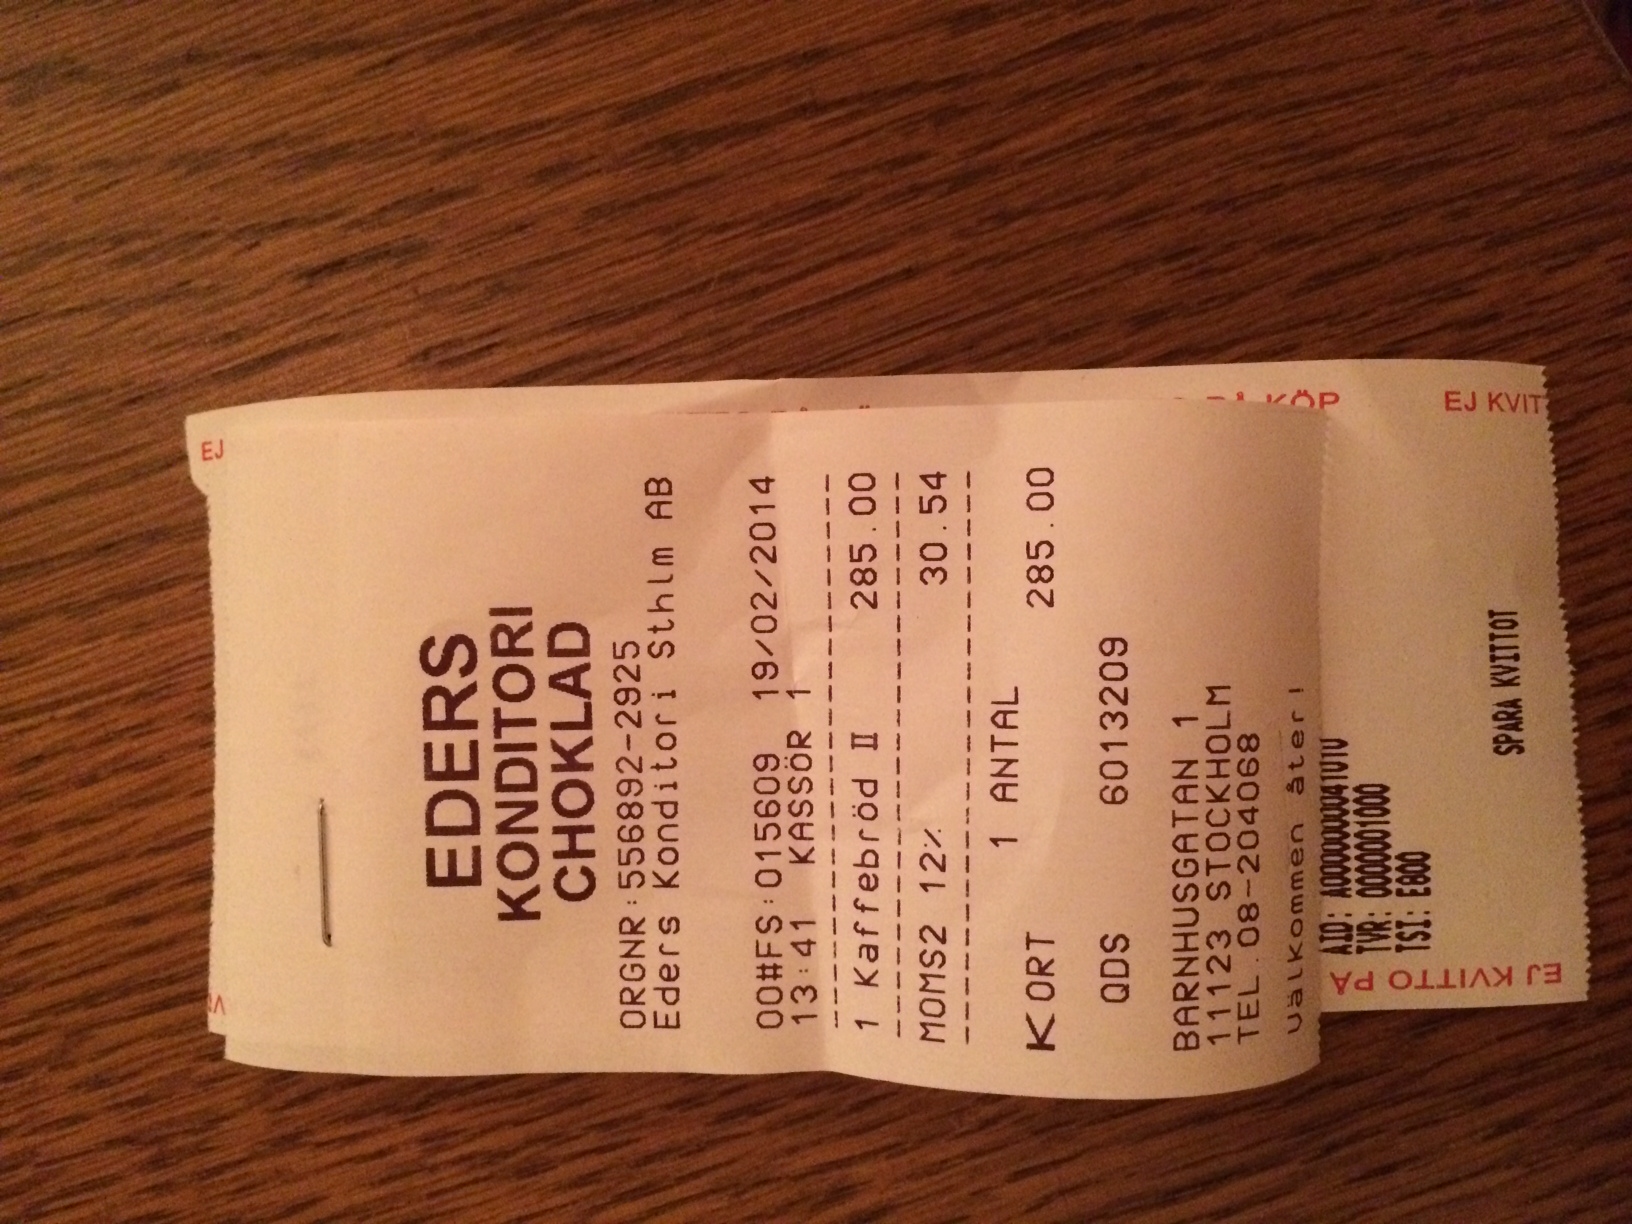 EJ
EDERS
KONDITORI
CHOKLAD
ORGNR:556892-2925
Eders Konditori Sthlm AB
00#FS:015609 19/02/2014
13:41 KASSÖR 1
1 Kaffebröd II 285.00
MOMS2 12% 30.54
1 ANTAL
KORT 285.00
QDS 6013209
BARNHUSGATAN 1
11123 STOCKHOLM
TEL.08-204068
Välkommen åter!
AID: A0000000041010
TVR: 0000001000
TSI: E800
SPARA KVITTOT
EJ KVITTO PÅ
KÖP
EJ KVIT